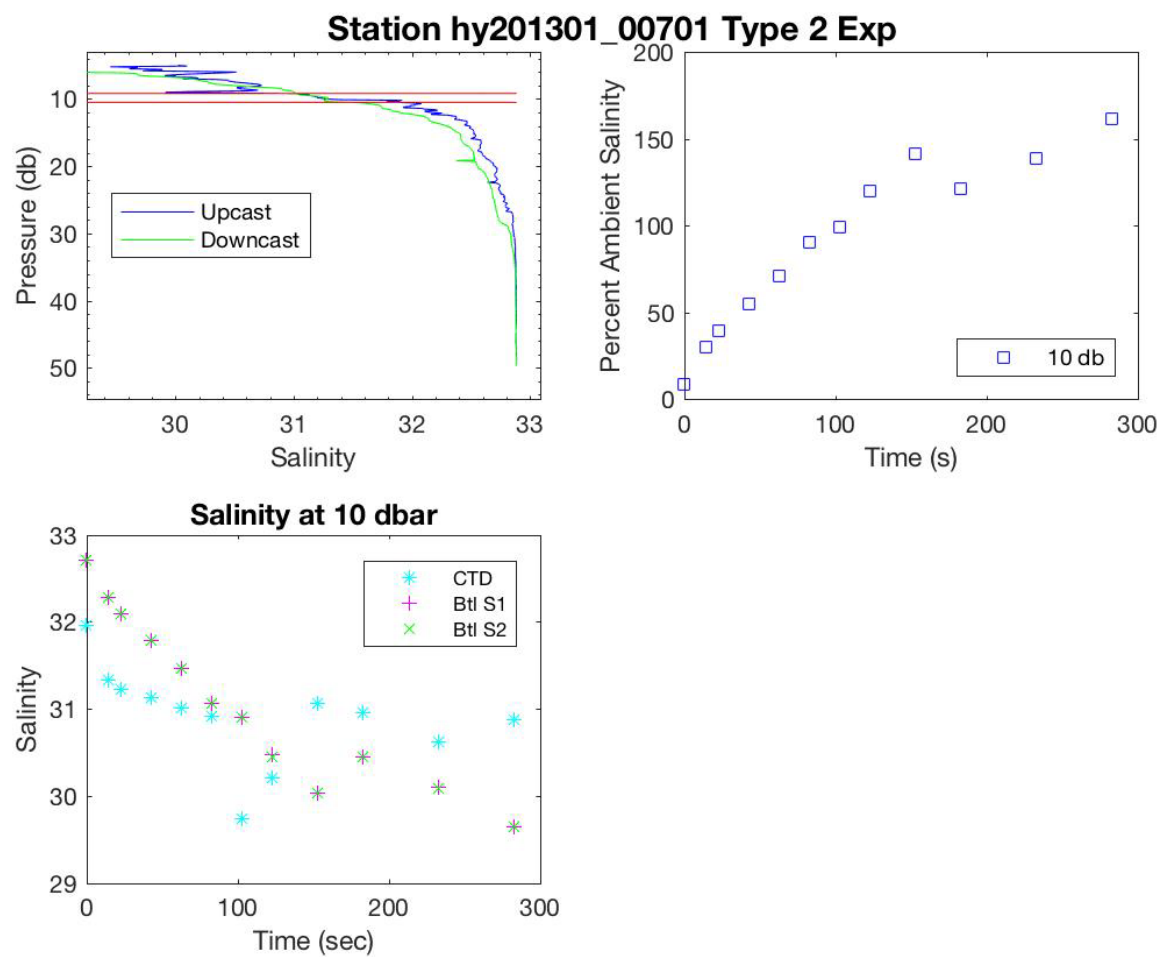 Station hy201301_00701 Type 2 Exp
10
20
30
40
50
Pressure (db)
30
31
32
33
Salinity
Upcast
Downcast
200
150
100
50
0
Percent Ambient Salinity
0
100
200
300
Time (s)
10 db
Salinity at 10 dbar
33
32
31
30
29
Salinity
0
100
200
300
Time (sec)
CTD
Btl S1
Btl S2